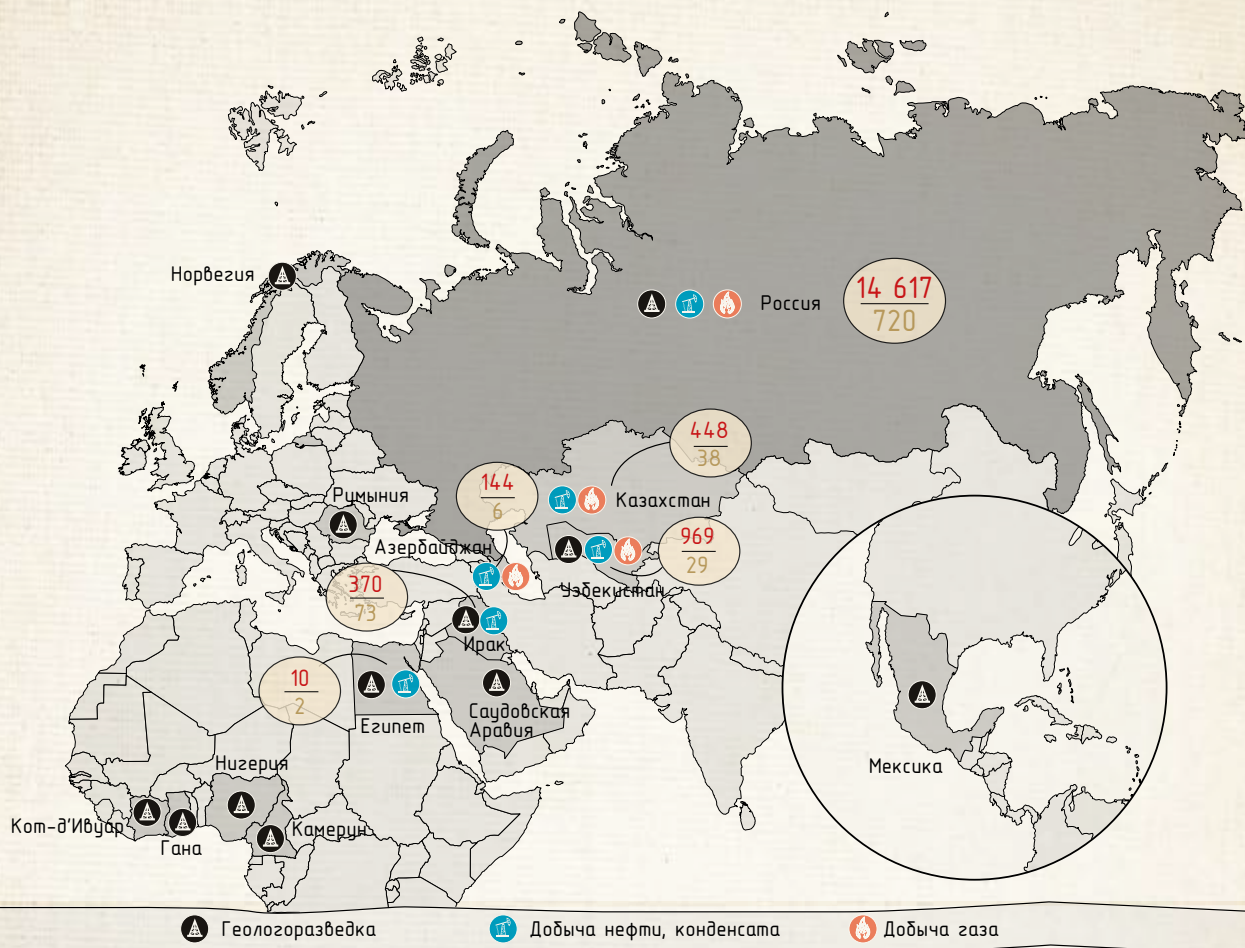 Норвегия
Россия
14 617
720
448
38
Казахстан
144
6
Румыния
Азербайджан
969
29
Узбекистан
370
73
Ирак
10
2
Египет
Саудовская
Аравия
Нигерия
Кот-д'Ивуар
Гана
Камерун
Мексика
Геологоразведка
Добыча нефти, конденсата
Добыча газа